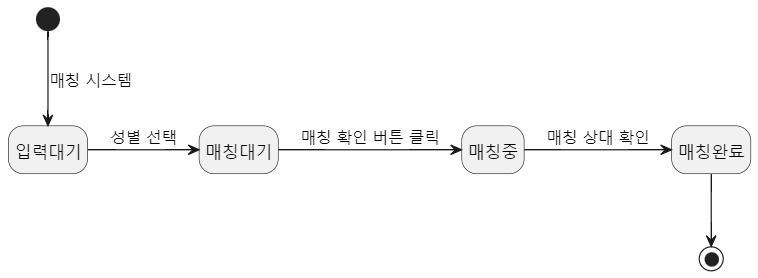 매칭 시스템
성별 선택
매칭 확인 버튼 클릭
매칭 상대 확인
입력대기
매칭대기
매칭중
매칭완료